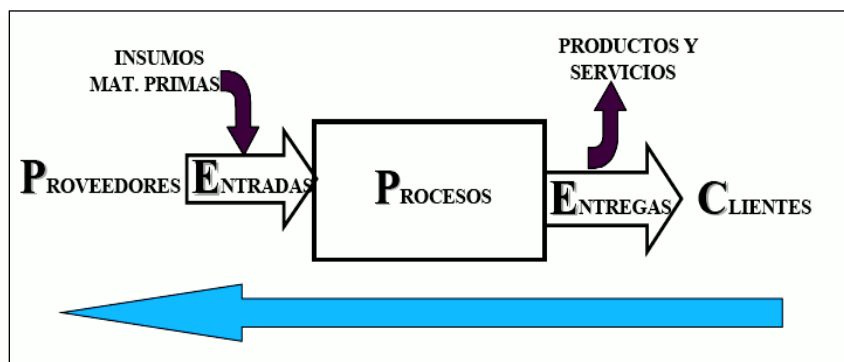 INSUMOS
MAT. PRIMAS
PRODUCTOS Y
SERVICIOS
PROVEEDORES
ENTRADAS
PROCESOS
ENTREGAS
CLIENTES